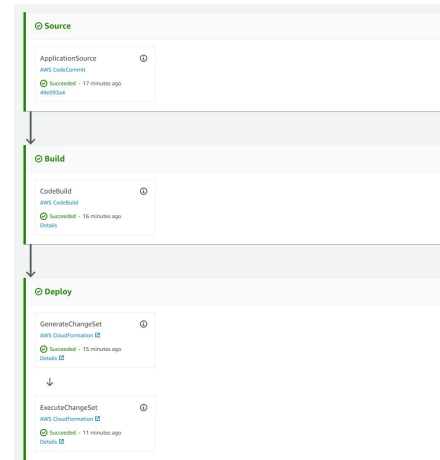 Source
ApplicationSource
AWS CodeCommit
Succeeded - 17 minutes ago
49e093a4
Build
CodeBuild
AWS CodeBuild
Succeeded - 16 minutes ago
Details
Deploy
GenerateChangeSet
AWS CloudFormation
Succeeded - 15 minutes ago
Details
ExecuteChangeSet
AWS CloudFormation
Succeeded - 11 minutes ago
Details